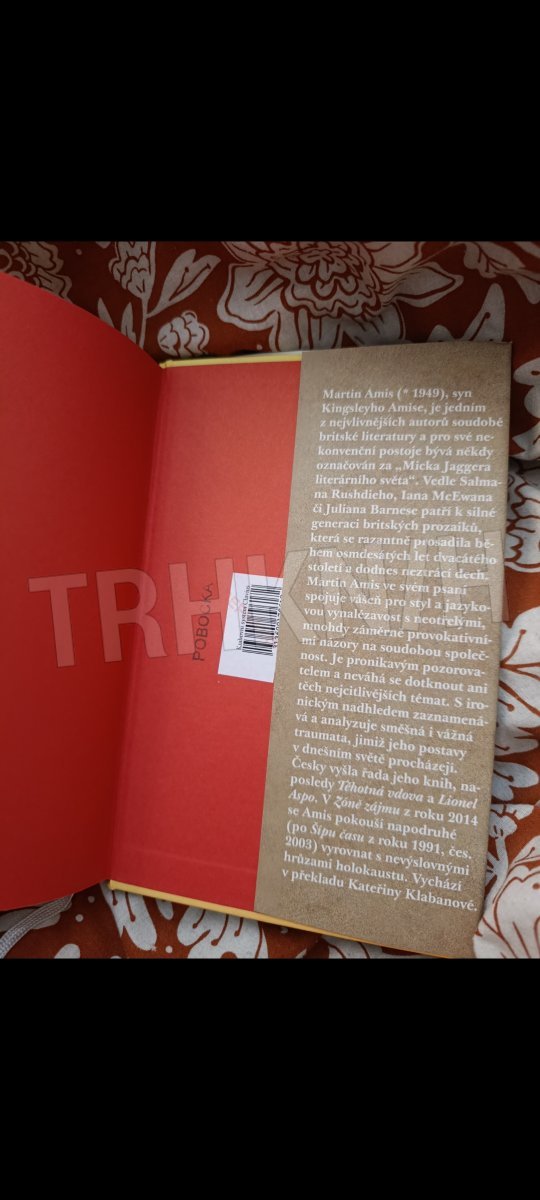 Martin Amis (* 1949), syn
Kingsleyho Amise, je jedním
z nejvlivnějších autorů soudobé
britské literatury a pro své ne-
konvenční postoje bývá někdy
označován za „Micka Jaggera
literárního světa“. Vedle Salma-
na Rushdieho, Iana McEwana
či Juliana Barnese patří k silné
generaci britských prozaiků,
která se razantně prosadila bě-
hem osmdesátých let dvacátého
století a dodnes neztrácí dech.
Martin Amis ve svém psaní
spojuje vášeň pro styl a jazyko-
vou vynalézavost s neotřelými,
mnohdy záměrně provokativní-
mi názory na soudobou společ-
nost. Je pronikavým pozorova-
telem a neváhá se dotknout ani
těch nejcitlivějších témat. S iro-
nickým nadhledem zaznamená-
vá a analyzuje směšná i vážná
traumata, jimiž jeho postavy
v dnešním světě procházejí.
Česky vyšla řada jeho knih, na-
posledy Těhotná vdova a Lionel
Aspo. V Zóně zájmu z roku 2014
se Amis pokouší napodruhé
(po Šípu času z roku 1991, čes.
2003) vyrovnat s nevýslovnými
hrůzami holokaustu. Vychází
v překladu Kateřiny Klabanové.
POBOČKA